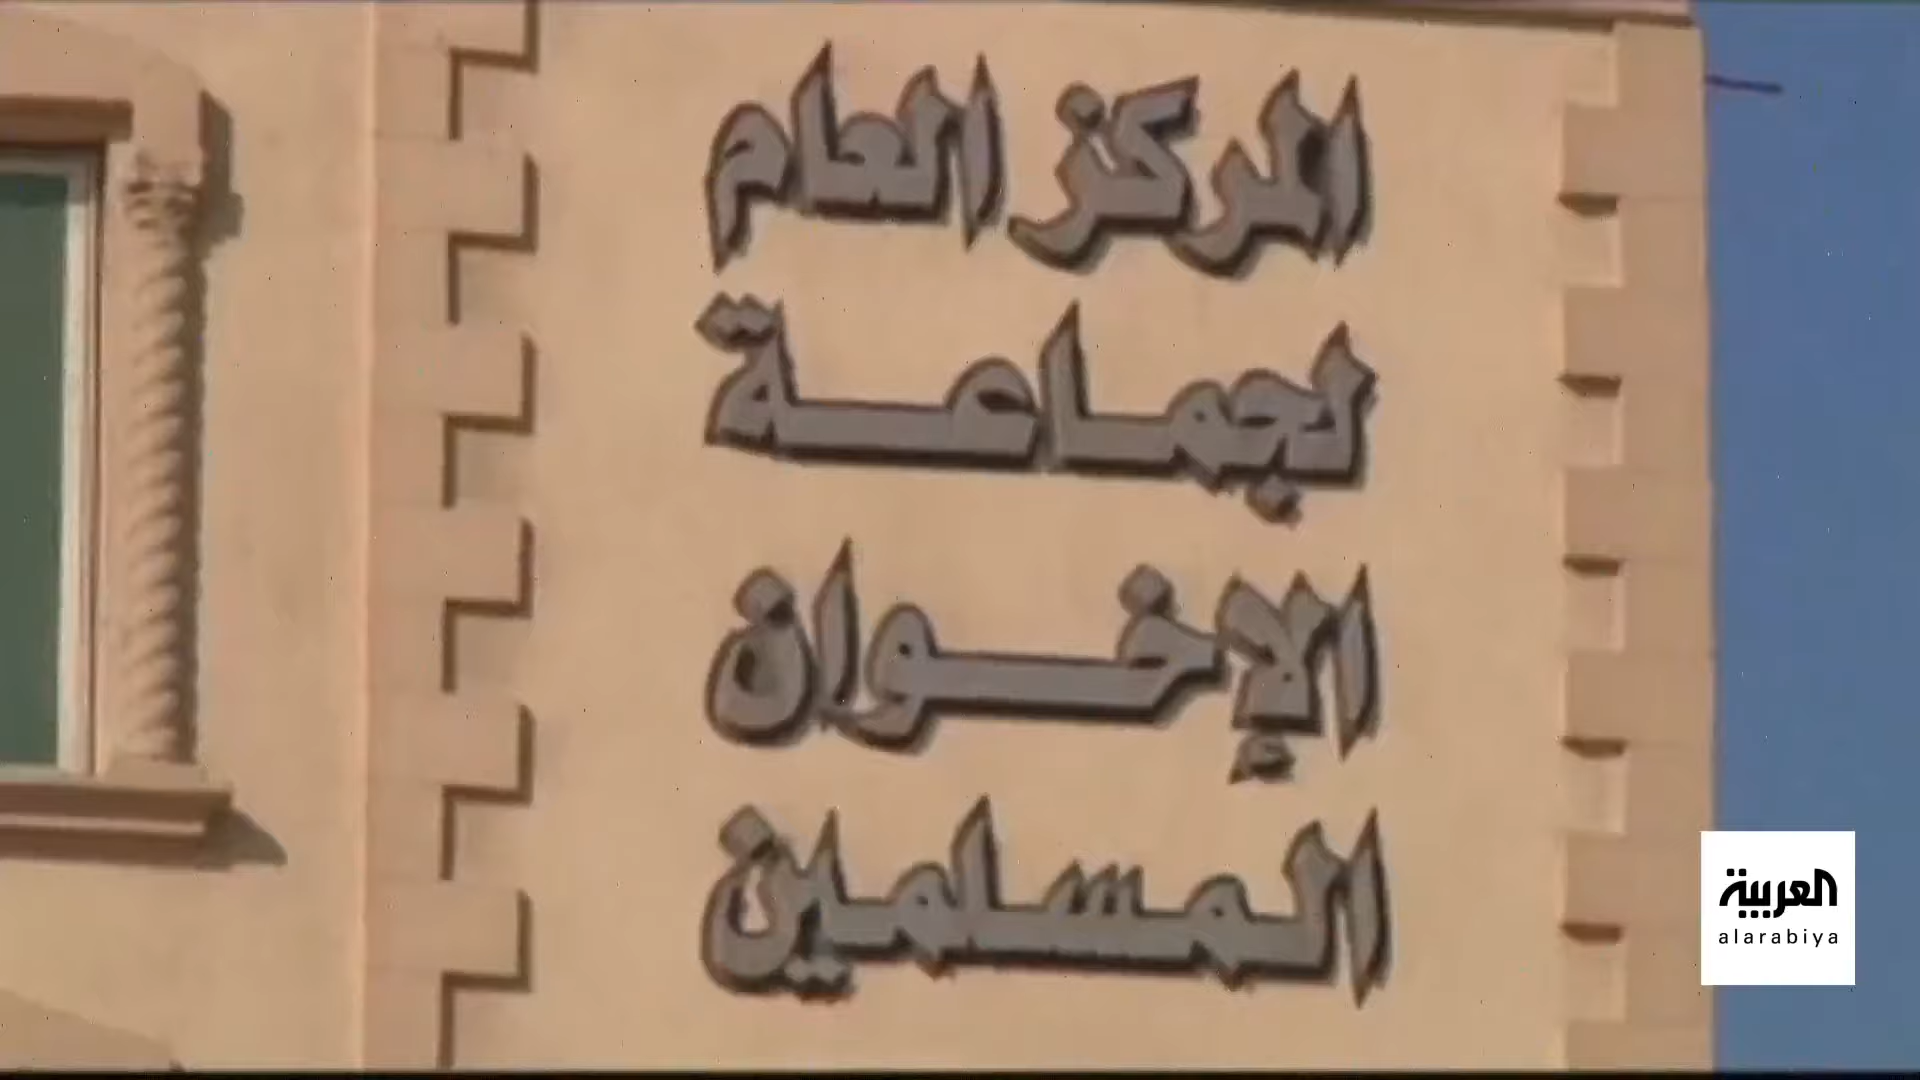 المركز العام
لجماعة
الإخوان
المسلمين
العربية
alarabiya